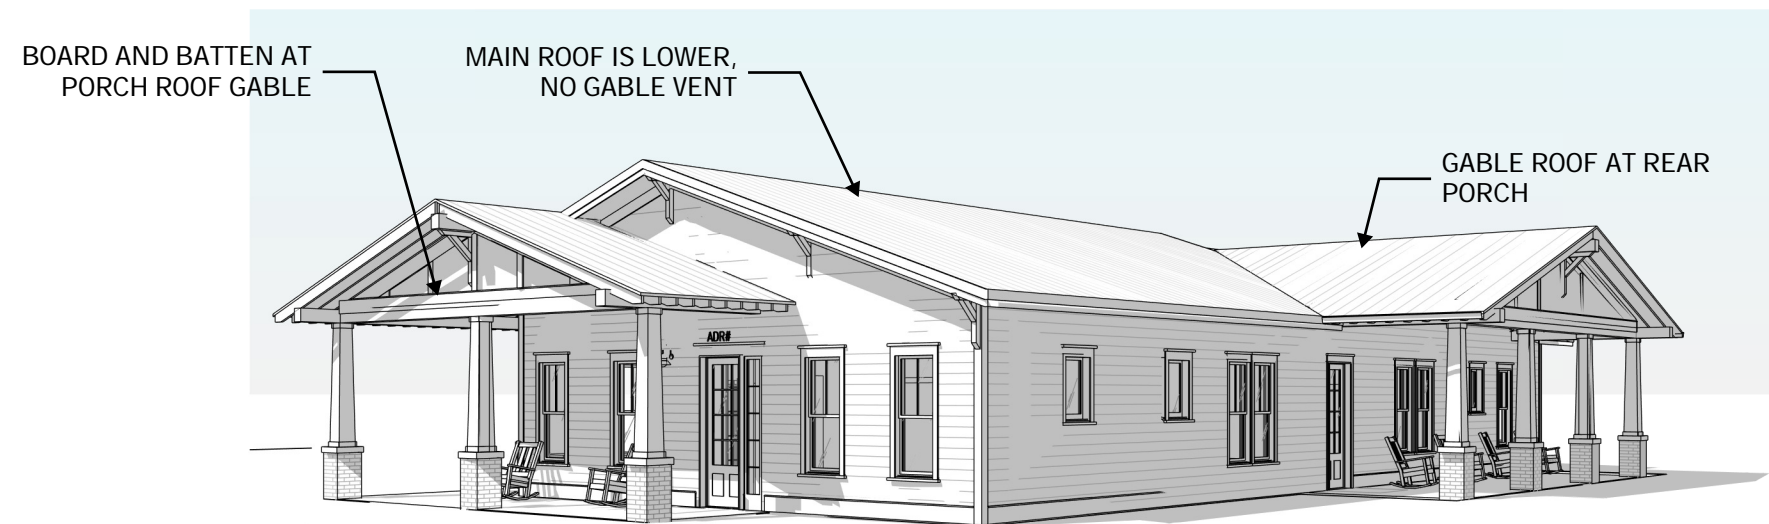 BOARD AND BATTEN AT
PORCH ROOF GABLE
MAIN ROOF IS LOWER,
NO GABLE VENT
GABLE ROOF AT REAR
PORCH
ADR#